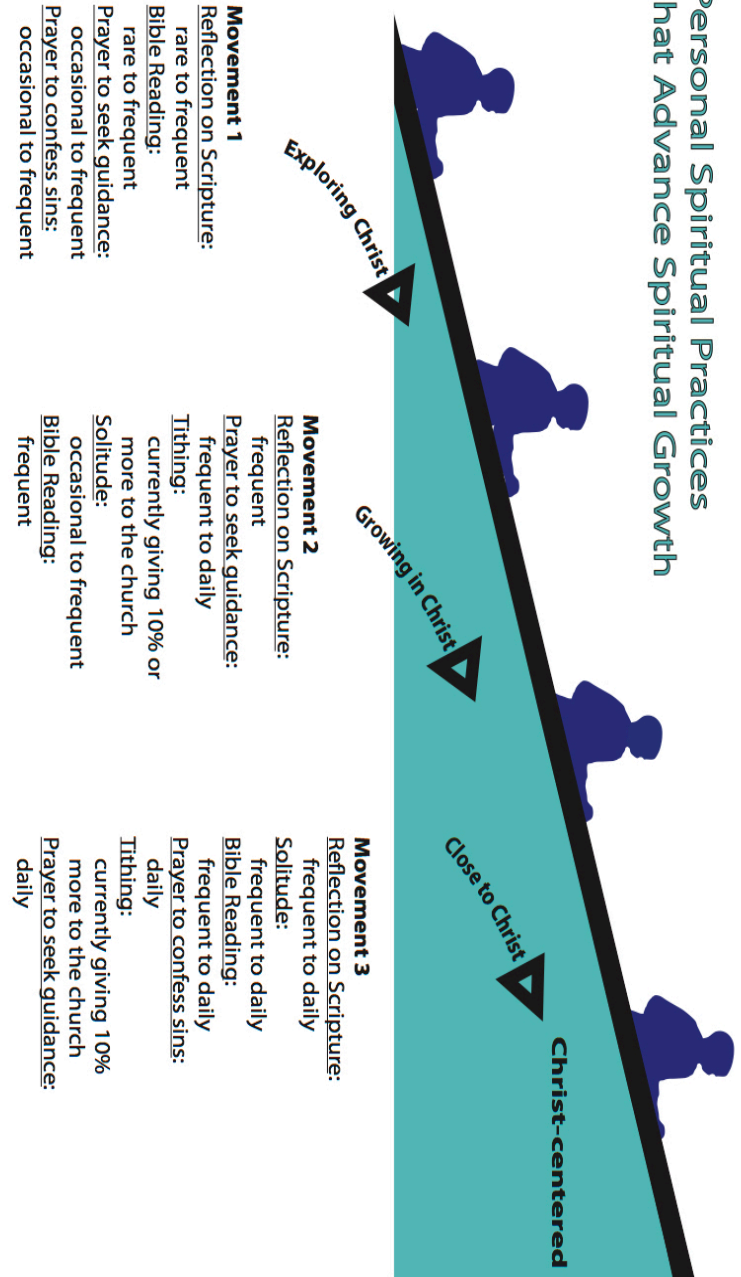 Personal Spiritual Practices
hat Advance Spiritual Growth
Exploring Christ
Growing in Christ
Close to Christ
Christ-centered
Movement 1
Reflection on Scripture:
rare to frequent
Bible Reading:
rare to frequent
Prayer to seek guidance:
occasional to frequent
Prayer to confess sins:
occasional to frequent
Movement 2
Reflection on Scripture:
frequent
Prayer to seek guidance:
frequent to daily
Tithing:
currently giving 10% or
more to the church
Solitude:
occasional to frequent
Bible Reading:
frequent
Movement 3
Reflection on Scripture:
frequent to daily
Solitude:
frequent to daily
Bible Reading:
frequent to daily
Prayer to confess sins:
daily
Tithing:
currently giving 10%
more to the church
Prayer to seek guidance:
daily